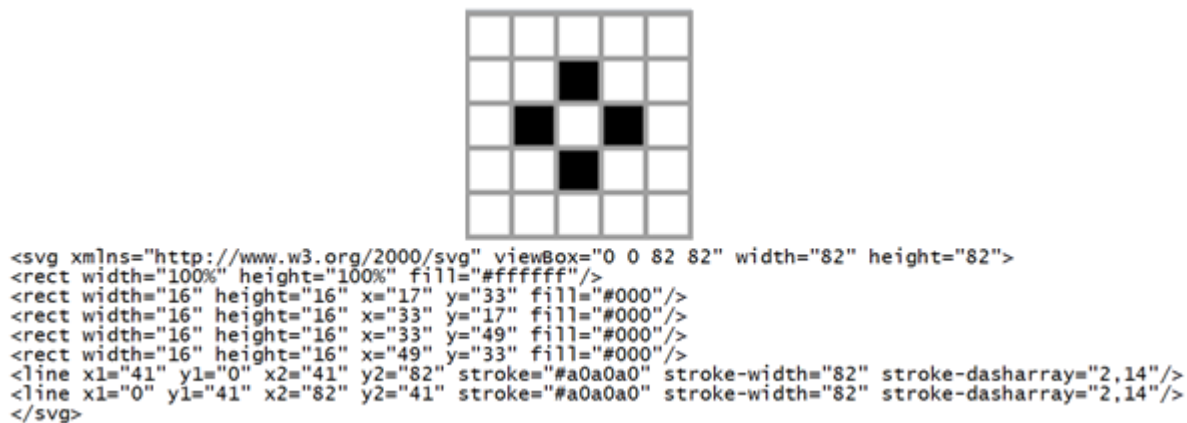 <svg xmlns="http://www.w3.org/2000/svg" viewBox="0 0 82 82" width="82" height="82">
<rect width="100%" height="100%" fill="#ffffff"/>
<rect width="16" height="16" x="17" y="33" fill="#000"/>
<rect width="16" height="16" x="33" y="17" fill="#000"/>
<rect width="16" height="16" x="33" y="49" fill="#000"/>
<rect width="16" height="16" x="49" y="33" fill="#000"/>
<line x1="41" y1="0" x2="41" y2="82" stroke="#a0a0a0" stroke-width="82" stroke-dasharray="2,14"/>
<line x1="0" y1="41" x2="82" y2="41" stroke="#a0a0a0" stroke-width="82" stroke-dasharray="2,14"/>
</svg>